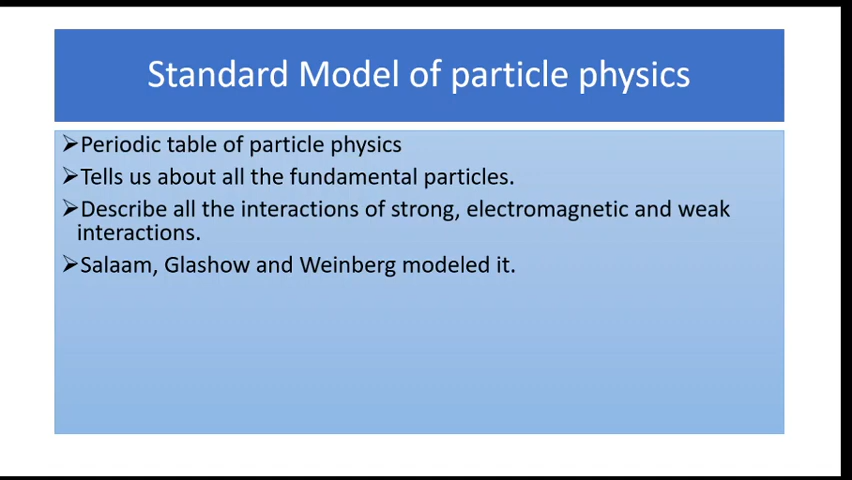 Standard Model of particle physics
➢Periodic table of particle physics
➢Tells us about all the fundamental particles.
➢Describe all the interactions of strong, electromagnetic and weak
interactions.
➢Salaam, Glashow and Weinberg modeled it.